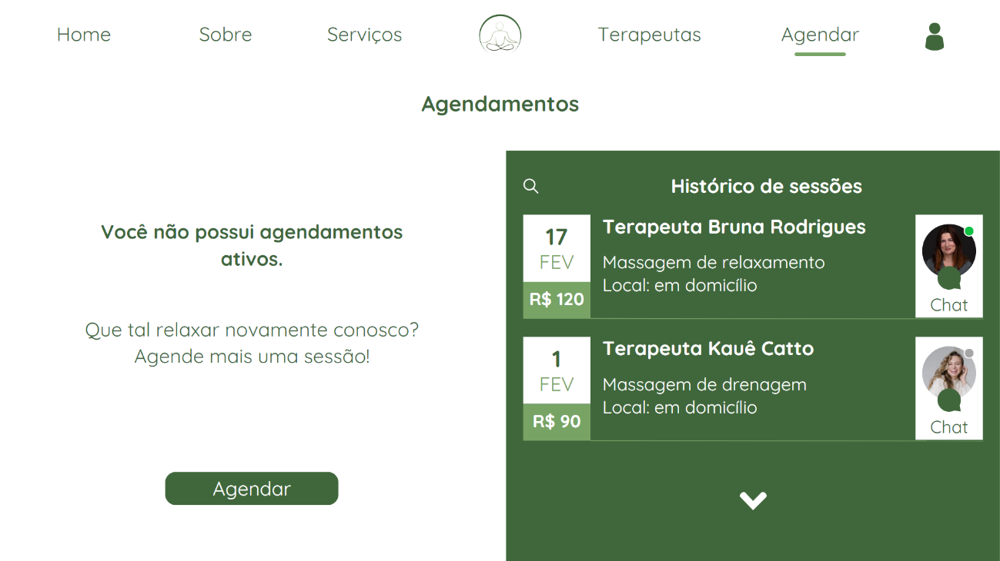 Home
Sobre
Serviços
Terapeutas
Agendar
Agendamentos
Você não possui agendamentos
ativos.
Que tal relaxar novamente conosco?
Agende mais uma sessão!
Agendar
Histórico de sessões
17
FEV
R$ 120
Terapeuta Bruna Rodrigues
Massagem de relaxamento
Local: em domicílio
Chat
1
FEV
R$ 90
Terapeuta Kauê Catto
Massagem de drenagem
Local: em domicílio
Chat